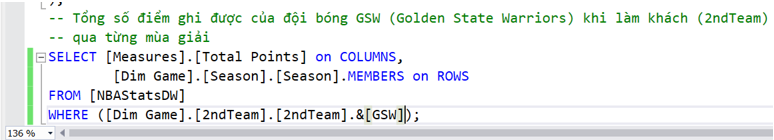 );
-- Tổng số điểm ghi được của đội bóng GSW (Golden State Warriors) khi làm khách (2ndTeam)
-- qua từng mùa giải
SELECT [Measures].[Total Points] on COLUMNS,
[Dim Game].[Season].[Season].MEMBERS on ROWS
FROM [NBAStatsDW]
WHERE ([Dim Game].[2ndTeam].[2ndTeam].&[GSW]);
136 %